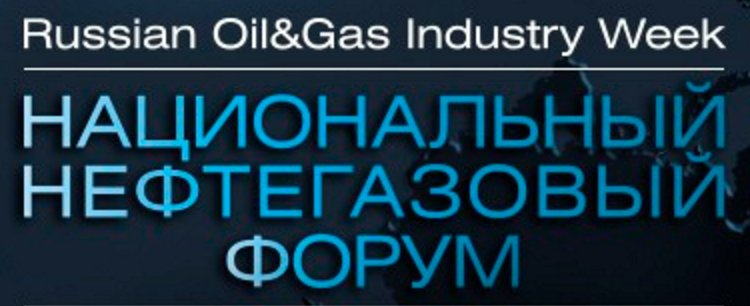 Russian Oil&Gas Industry Week
НАЦИОНАЛЬНЫЙ
НЕФТЕГАЗОВЫЙ
ФОРУМ